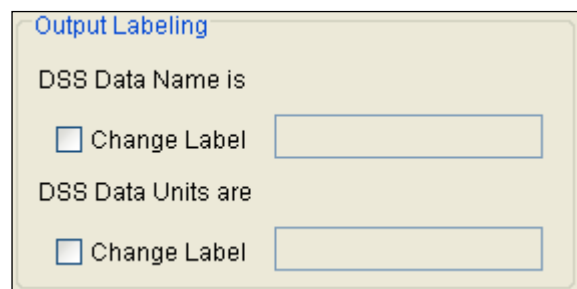 Output Labeling
DSS Data Name is
Change Label
DSS Data Units are
Change Label